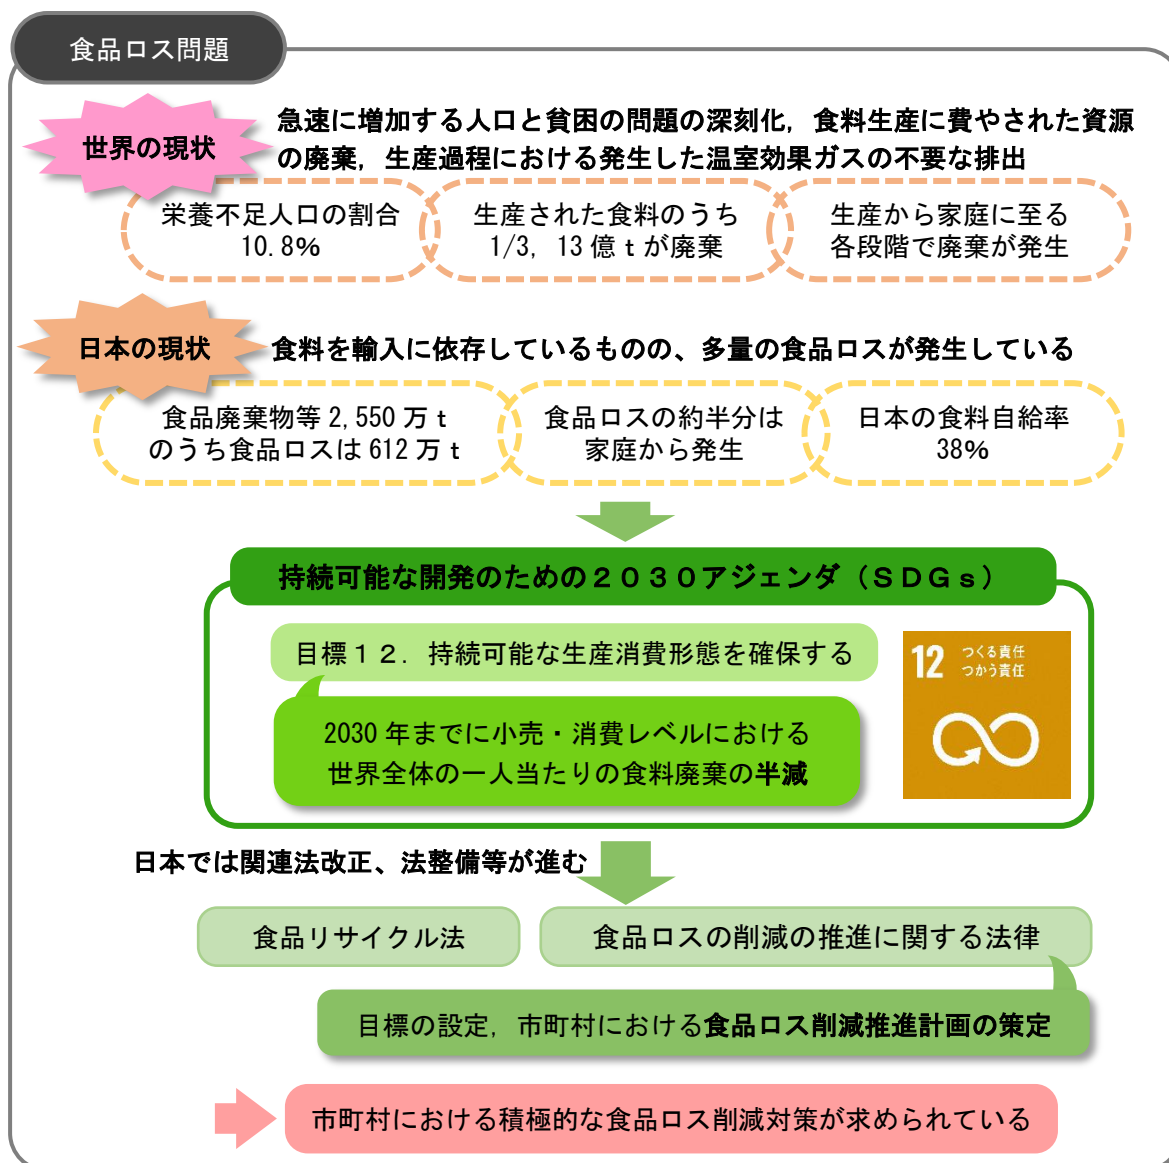 食品ロス問題
世界の現状
急速に増加する人口と貧困の問題の深刻化，食料生産に費やされた資源
の廃棄，生産過程における発生した温室効果ガスの不要な排出
栄養不足人口の割合
10.8％
生産された食料のうち
1/3，13億ｔが廃棄
生産から家庭に至る
各段階で廃棄が発生
日本の現状
食料を輸入に依存しているものの、多量の食品ロスが発生している
食品廃棄物等2,550万ｔ
のうち食品ロスは612万ｔ
食品ロスの約半分は
家庭から発生
日本の食料自給率
38％
持続可能な開発のための２０３０アジェンダ（ＳＤＧｓ）
目標１２．持続可能な生産消費形態を確保する
12 つくる責任
つかう責任
2030年までに小売・消費レベルにおける
世界全体の一人当たりの食料廃棄の半減
日本では関連法改正、法整備等が進む
食品リサイクル法
食品ロスの削減の推進に関する法律
目標の設定，市町村における食品ロス削減推進計画の策定
市町村における積極的な食品ロス削減対策が求められている